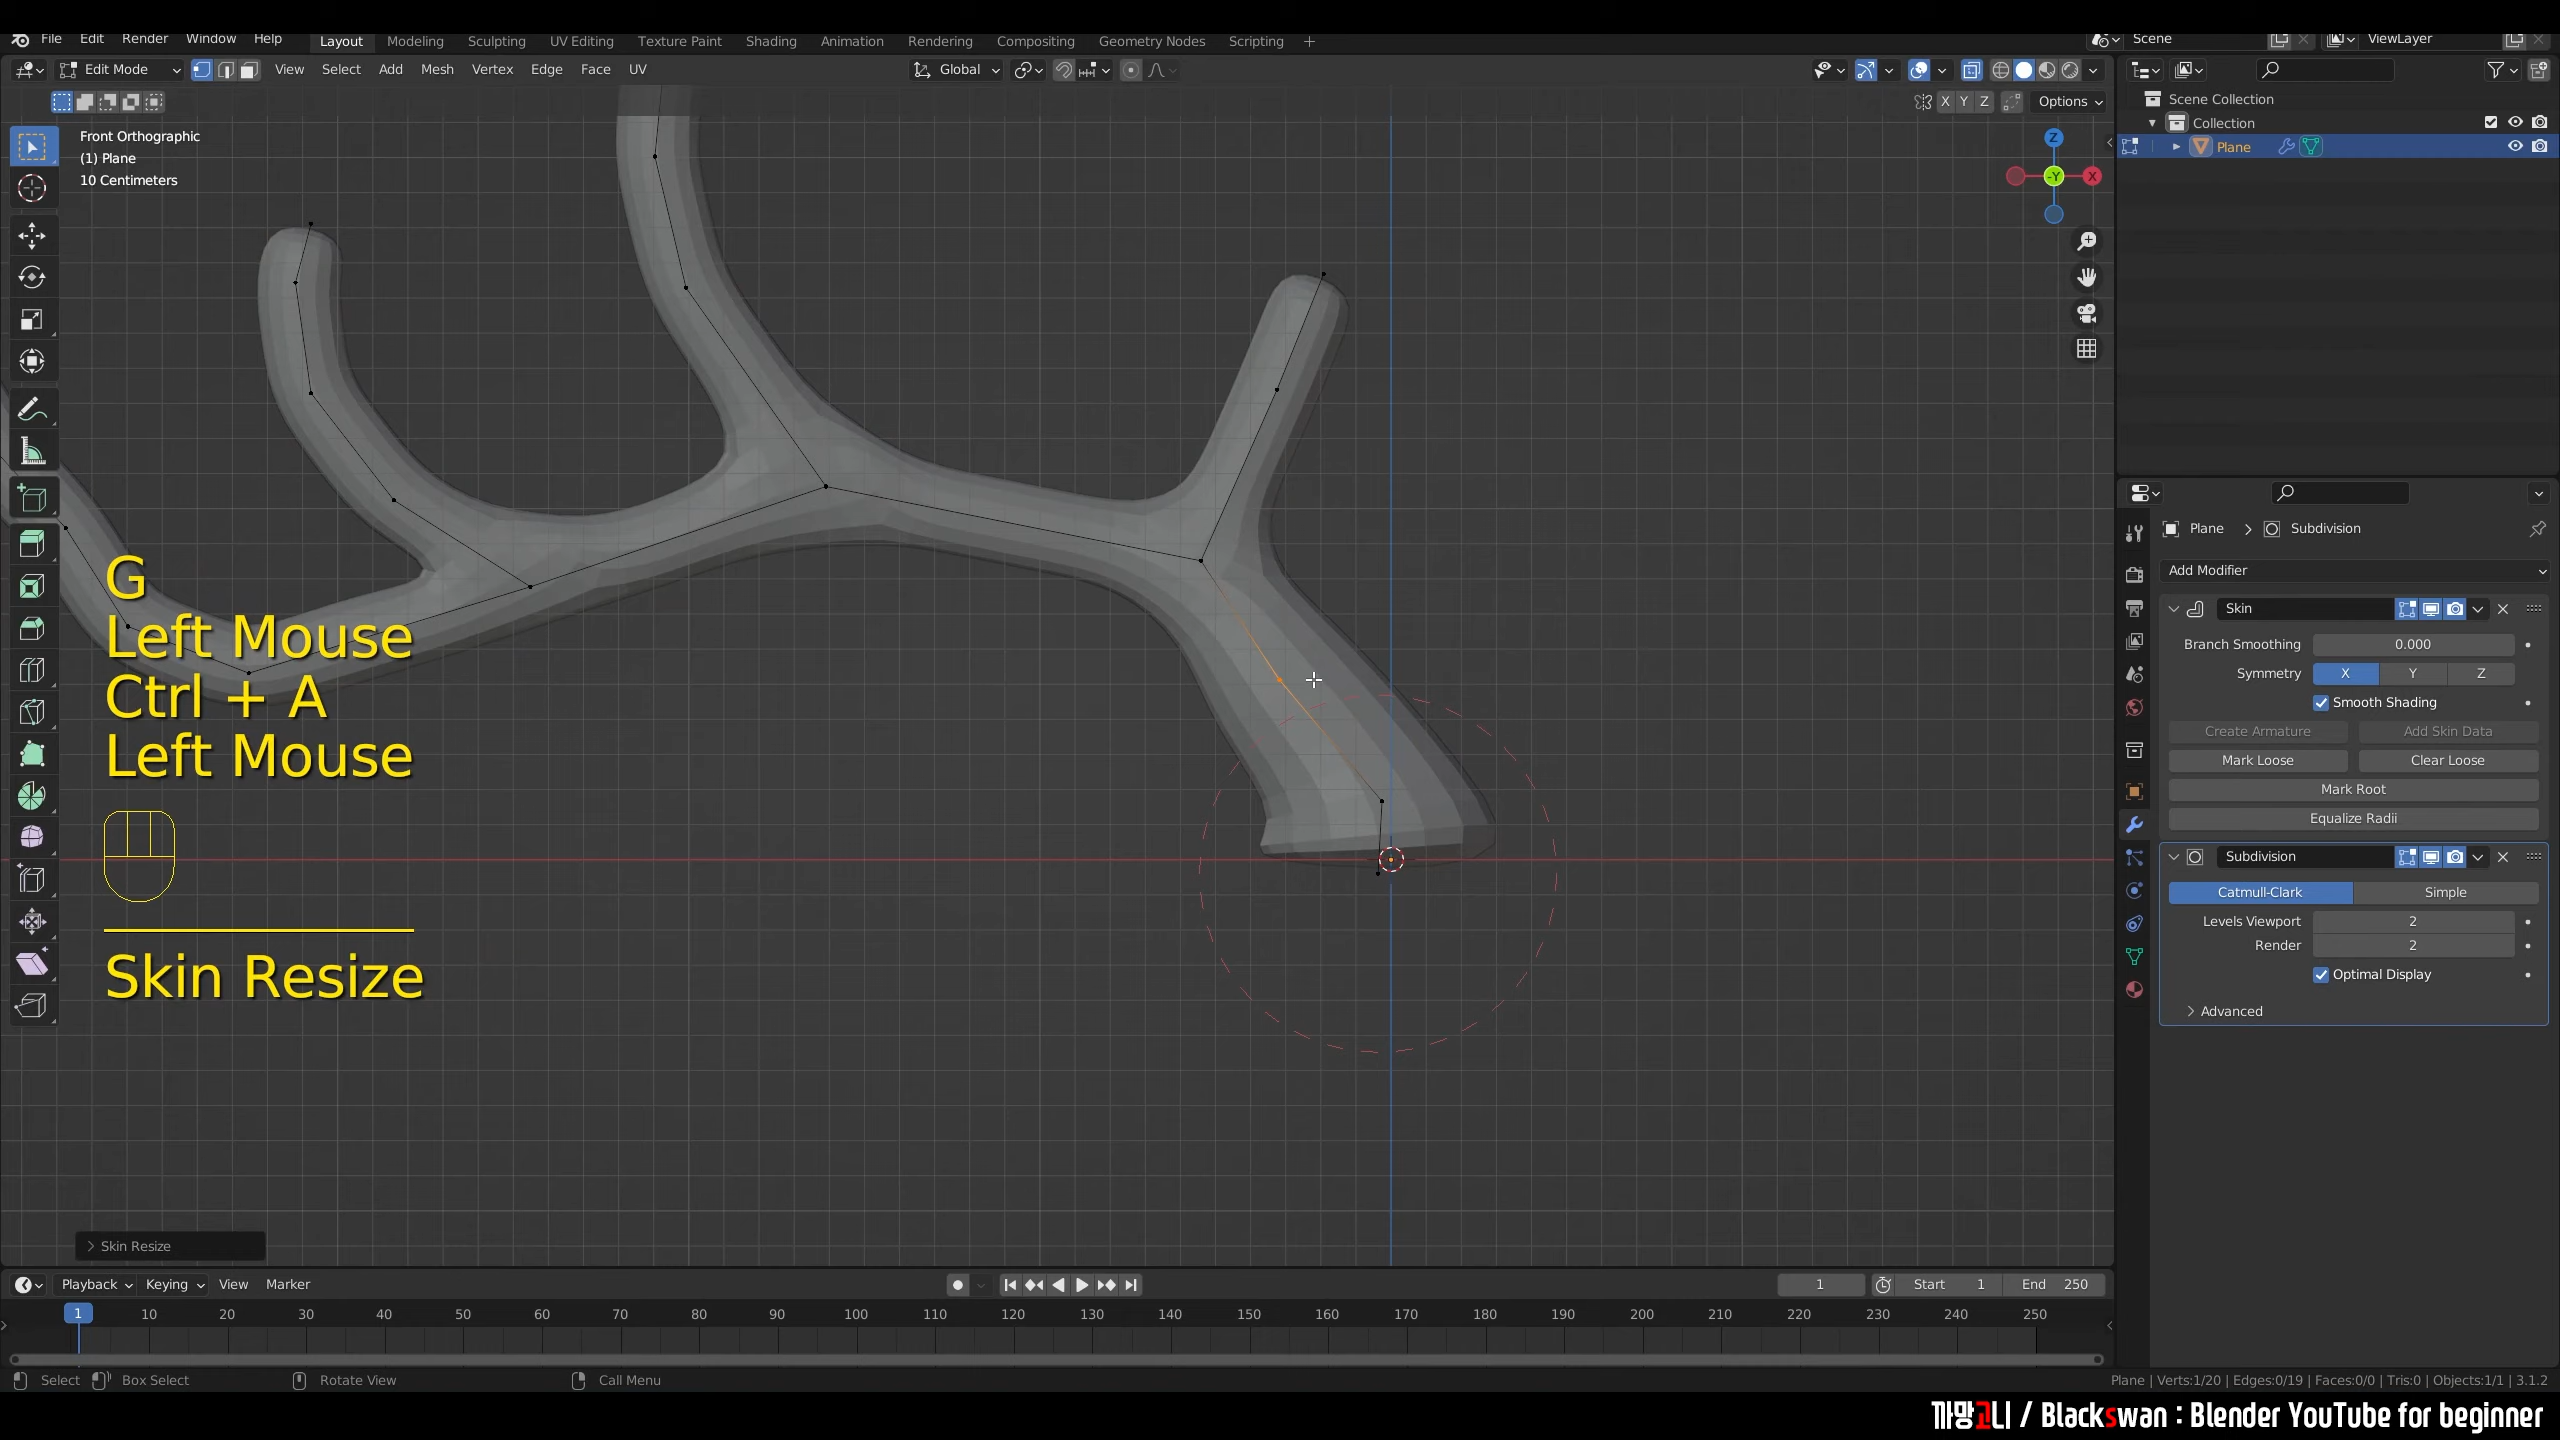 File Edit Render Window Help Layout Modeling Sculpting UV Editing Texture Paint Shading Animation Rendering Compositing Geometry Nodes Scripting + Scene ViewLayer
Edit Mode View Select Add Mesh Vertex Edge Face UV Global
X Y Z Options
Front Orthographic
(1) Plane
10 Centimeters
Z
-Y X
G
Left Mouse
Ctrl + A
Left Mouse
Skin Resize
Skin Resize
Scene Collection
Collection
Plane
Plane > Subdivision
Add Modifier
Skin
Branch Smoothing 0.000
Symmetry X Y Z
Smooth Shading
Create Armature Add Skin Data
Mark Loose Clear Loose
Mark Root
Equalize Radii
Subdivision
Catmull-Clark Simple
Levels Viewport 2
Render 2
Optimal Display
Advanced
Playback Keying View Marker 1 Start 1 End 250
1 10 20 30 40 50 60 70 80 90 100 110 120 130 140 150 160 170 180 190 200 210 220 230 240 250
Select Box Select Rotate View Call Menu Plane | Verts:1/20 | Edges:0/19 | Faces:0/0 | Tris:0 | Objects:1/1 | 3.1.2
까망고니 / Blackswan : Blender YouTube for beginner